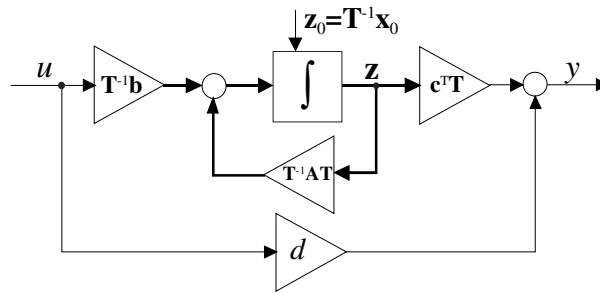 z₀=T⁻¹x₀
u
T⁻¹b
∫
z
cᵀT
y
T⁻¹AT
d